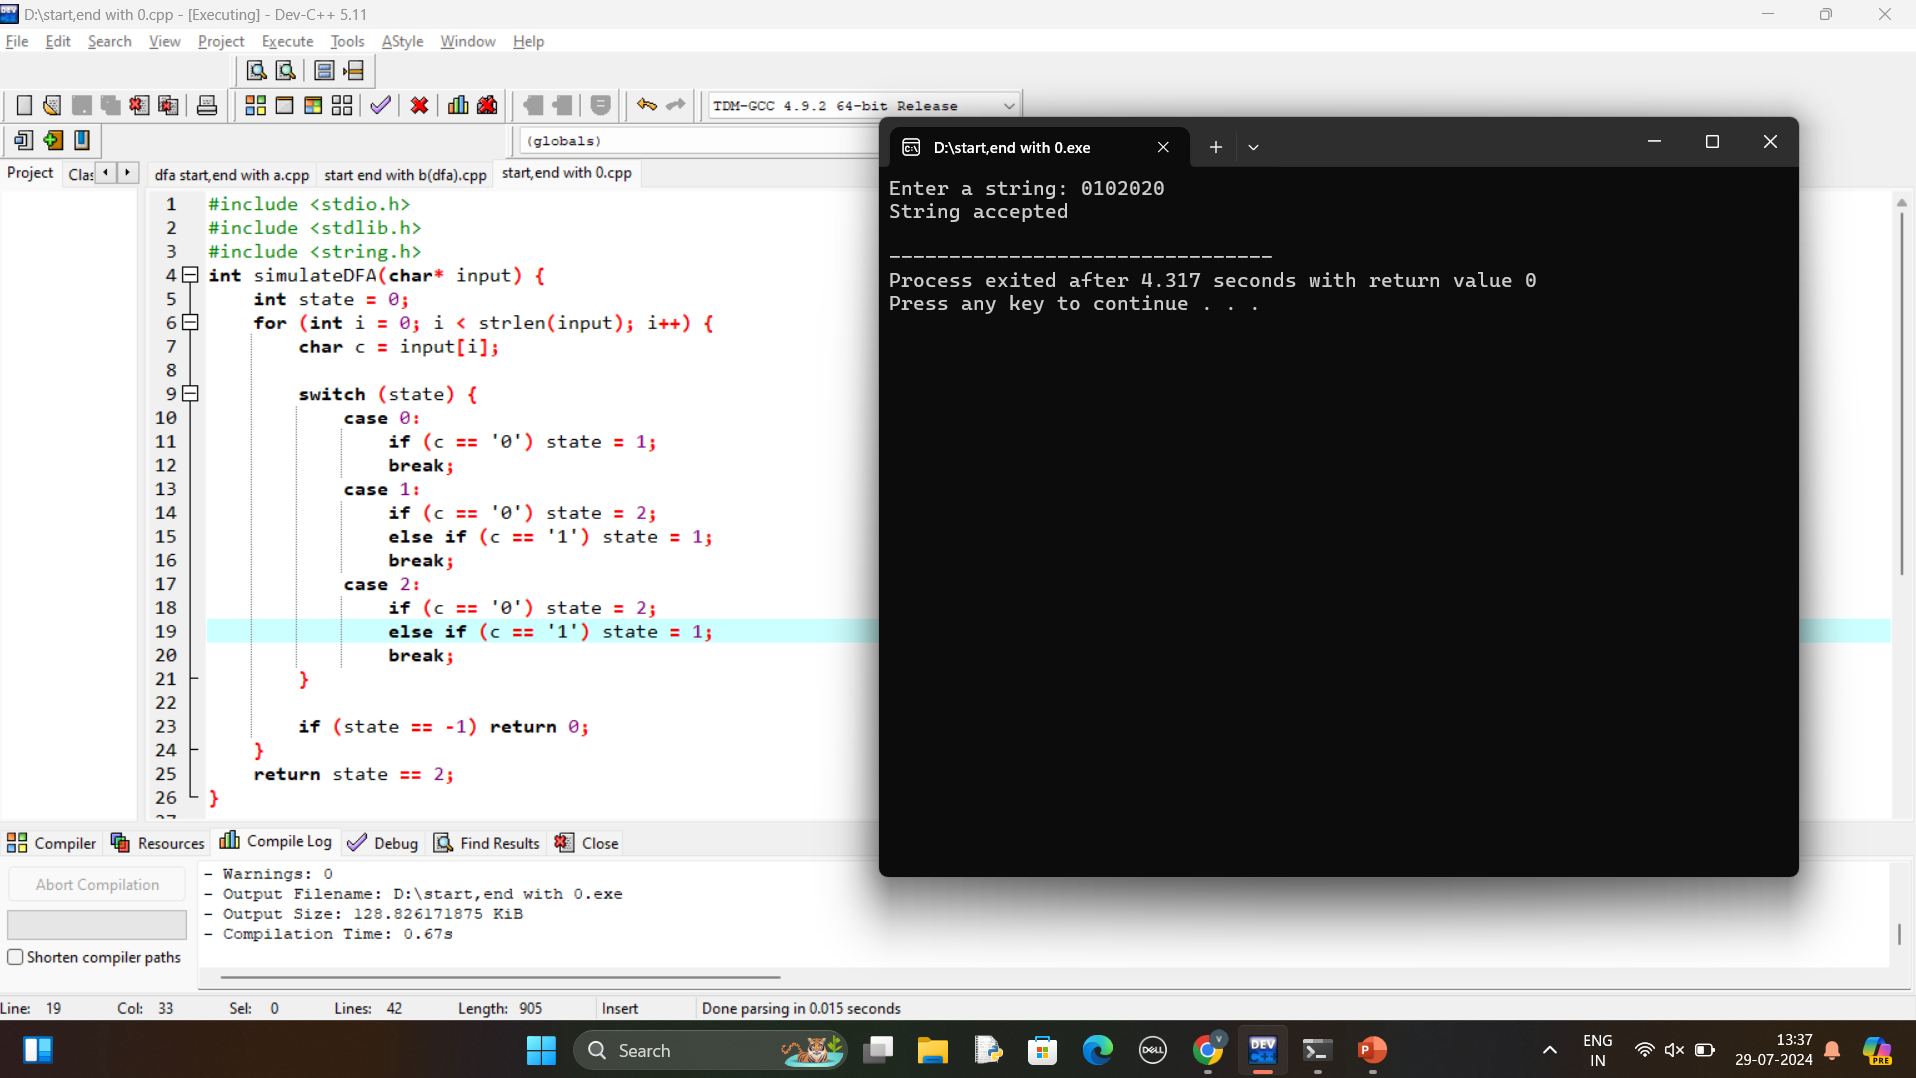 D:\start,end with 0.cpp - [Executing] - Dev-C++ 5.11
File Edit Search View Project Execute Tools AStyle Window Help
TDM-GCC 4.9.2 64-bit Release
(globals)
Project Clas dfa start,end with a.cpp start end with b(dfa).cpp start,end with 0.cpp
1 #include <stdio.h>
2 #include <stdlib.h>
3 #include <string.h>
4 int simulateDFA(char* input) {
5 int state = 0;
6 for (int i = 0; i < strlen(input); i++) {
7 char c = input[i];
8
9 switch (state) {
10 case 0:
11 if (c == '0') state = 1;
12 break;
13 case 1:
14 if (c == '0') state = 2;
15 else if (c == '1') state = 1;
16 break;
17 case 2:
18 if (c == '0') state = 2;
19 else if (c == '1') state = 1;
20 break;
21 }
22
23 if (state == -1) return 0;
24 }
25 return state == 2;
26 }
D:\start,end with 0.exe
Enter a string: 0102020
String accepted
--------------------------------
Process exited after 4.317 seconds with return value 0
Press any key to continue . . .
Compiler Resources Compile Log Debug Find Results Close
Abort Compilation
Shorten compiler paths
- Warnings: 0
- Output Filename: D:\start,end with 0.exe
- Output Size: 128.826171875 KiB
- Compilation Time: 0.67s
Line: 19 Col: 33 Sel: 0 Lines: 42 Length: 905 Insert Done parsing in 0.015 seconds
Search
DELL
DEV C++
ENG
IN
13:37
29-07-2024
PRE